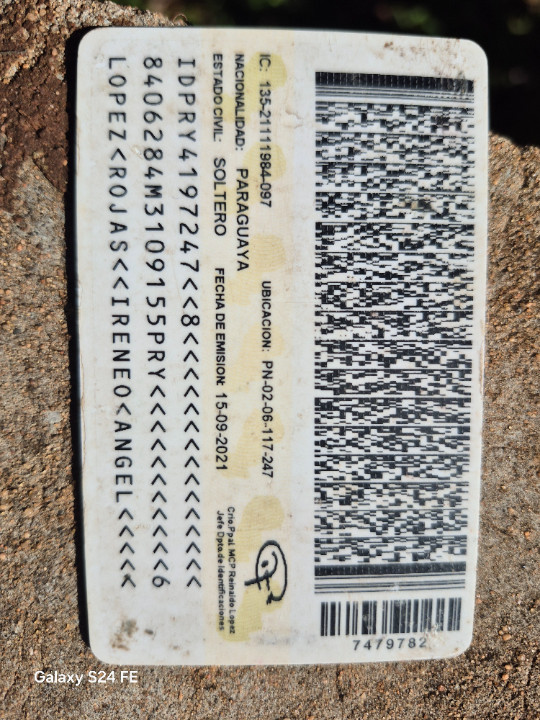 IC: 135-21111984-097 UBICACION: PN-02-06-117-247
NACIONALIDAD: PARAGUAYA
ESTADO CIVIL: SOLTERO FECHA DE EMISION: 15-09-2021
Crio.Ppal. MCP Reinaldo Lopez
Jefe Dpto.de Identificaciones
IDPRY4197247<<8<<<<<<<<<<<<<<<
8406284M3109155PRY<<<<<<<<<<<6
LOPEZ<ROJAS<<IRENEO<ANGEL<<<<<
7479782
Galaxy S24 FE